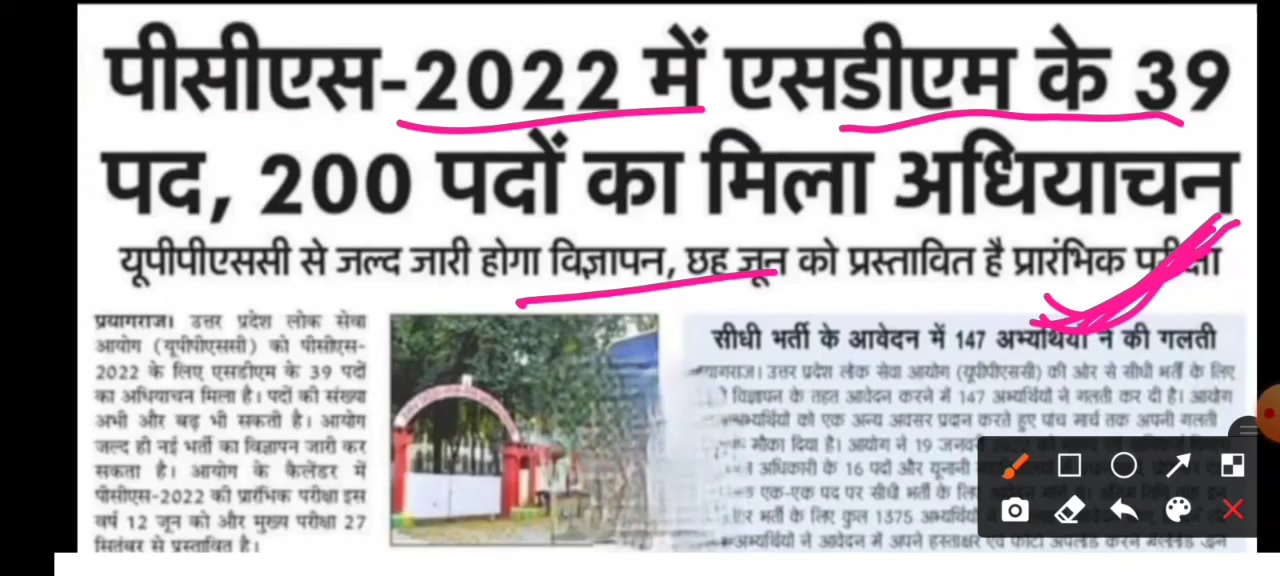 पीसीएस-2022 में एसडीएम के 39
पद, 200 पदों का मिला अधियाचन
यूपीपीएससी से जल्द जारी होगा विज्ञापन, छह जून को प्रस्तावित है प्रारंभिक परीक्षा
प्रयागराज। उत्तर प्रदेश लोक सेवा
आयोग (यूपीपीएससी) को पीसीएस-
2022 के लिए एसडीएम के 39 पदों
का अधियाचन मिला है। पदों की संख्या
अभी और बढ़ भी सकती है। आयोग
जल्द ही नई भर्ती का विज्ञापन जारी कर
सकता है। आयोग के कैलेंडर में
पीसीएस-2022 की प्रारंभिक परीक्षा इस
वर्ष 12 जून को और मुख्य परीक्षा 27
सितंबर से प्रस्तावित है।
सीधी भर्ती के आवेदन में 147 अभ्यर्थियों ने की गलती
उत्तर प्रदेश लोक सेवा आयोग (यूपीपीएससी) की ओर से सीधी भर्ती के लिए
विज्ञापन के तहत आवेदन करने में 147 अभ्यर्थियों ने गलती कर दी है। आयोग
अभ्यर्थियों को एक अन्य अवसर प्रदान करते हुए पांच मार्च तक अपनी गलती
मौका दिया है। आयोग ने 19
अधिकारी के 16 पदों और यूनानी
एक-एक पद पर सीधी भर्ती के
भर्ती के लिए कुल 1375
अभ्यर्थियों ने आवेदन में अपने हस्ताक्षर एवं फोटो अपलोड करने